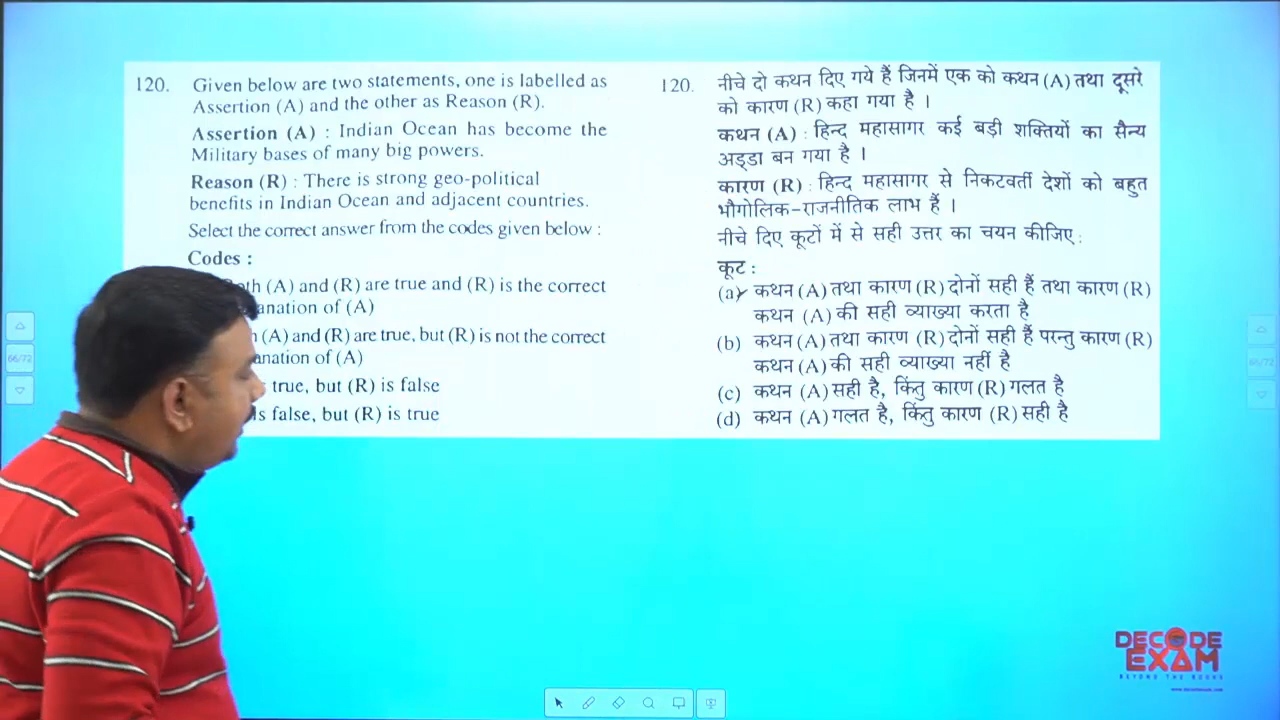 120. Given below are two statements, one is labelled as
Assertion (A) and the other as Reason (R).
Assertion (A) : Indian Ocean has become the
Military bases of many big powers.
Reason (R) : There is strong geo-political
benefits in Indian Ocean and adjacent countries.
Select the correct answer from the codes given below :
Codes :
(A) and (R) are true and (R) is the correct
of (A)
(A) and (R) are true, but (R) is not the correct
of (A)
true, but (R) is false
is false, but (R) is true
120. नीचे दो कथन दिए गये हैं जिनमें एक को कथन (A) तथा दूसरे
को कारण (R) कहा गया है ।
कथन (A) : हिन्द महासागर कई बड़ी शक्तियों का सैन्य
अड्डा बन गया है ।
कारण (R) : हिन्द महासागर से निकटवर्ती देशों को बहुत
भौगोलिक-राजनीतिक लाभ हैं ।
नीचे दिए कूटों में से सही उत्तर का चयन कीजिए :
कूट :
(a) कथन (A) तथा कारण (R) दोनों सही हैं तथा कारण (R)
कथन (A) की सही व्याख्या करता है
(b) कथन (A) तथा कारण (R) दोनों सही हैं परन्तु कारण (R)
कथन (A) की सही व्याख्या नहीं है
(c) कथन (A) सही है, किंतु कारण (R) गलत है
(d) कथन (A) गलत है, किंतु कारण (R) सही है
66/72
DECODE
EXAM
BEYOND THE BOOKS